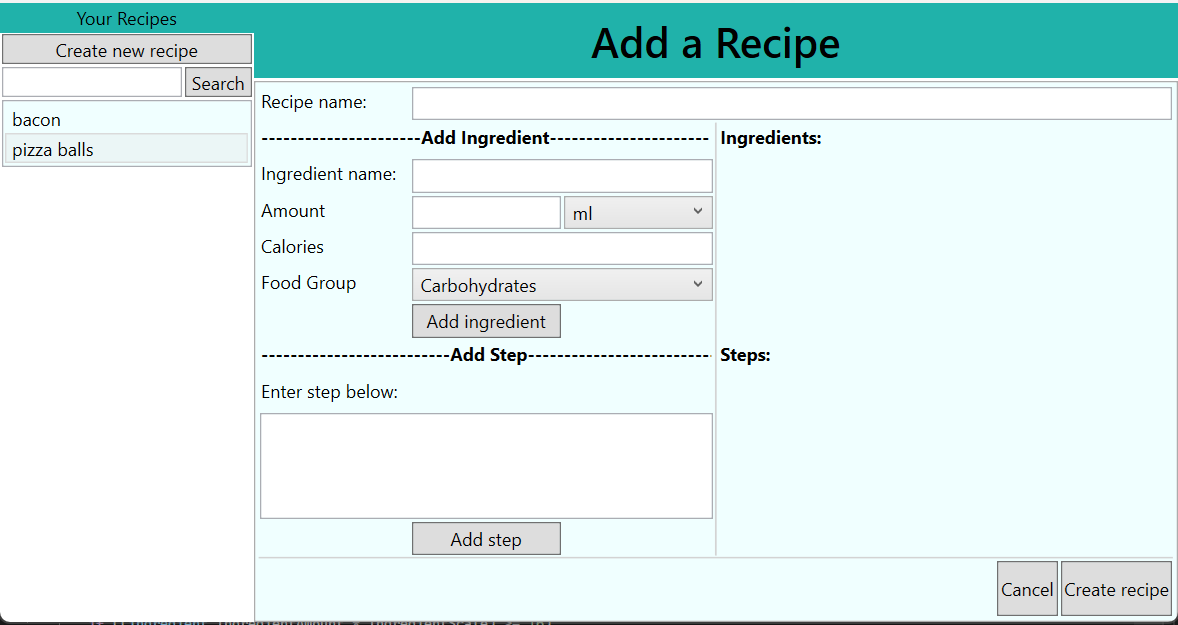 Your Recipes
Create new recipe
Search
bacon
pizza balls
Add a Recipe
Recipe name:
----------------------Add Ingredient----------------------
Ingredient name:
Amount
ml
Calories
Food Group
Carbohydrates
Add ingredient
--------------------------Add Step-------------------------
Enter step below:
Add step
Ingredients:
Steps:
Cancel
Create recipe